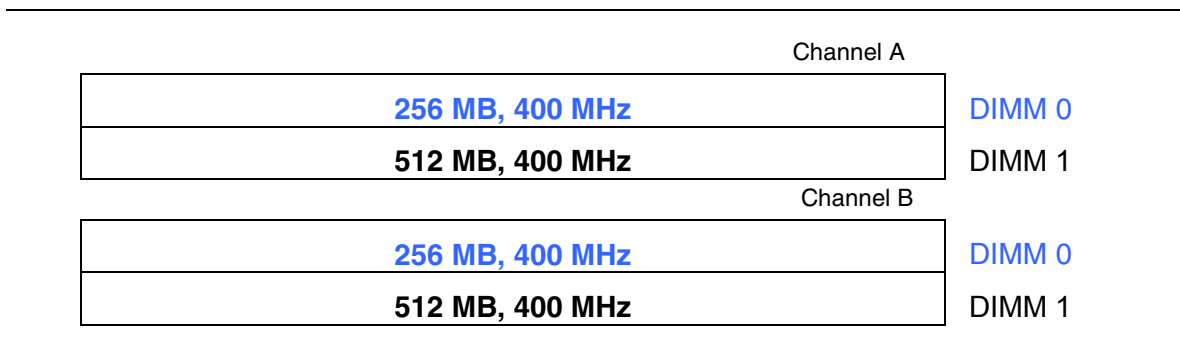 Channel A
256 MB, 400 MHz DIMM 0
512 MB, 400 MHz DIMM 1
Channel B
256 MB, 400 MHz DIMM 0
512 MB, 400 MHz DIMM 1